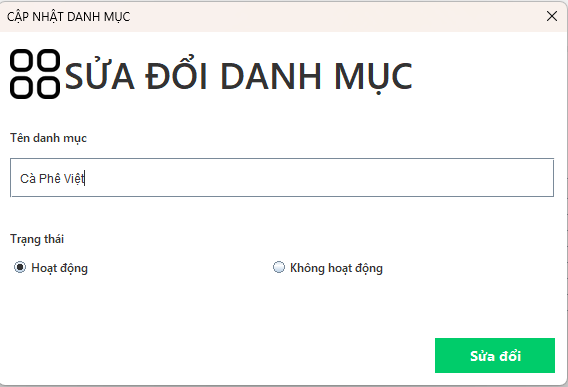 CẬP NHẬT DANH MỤC
SỬA ĐỔI DANH MỤC
Tên danh mục
Cà Phê Việt
Trạng thái
Hoạt động
Không hoạt động
Sửa đổi